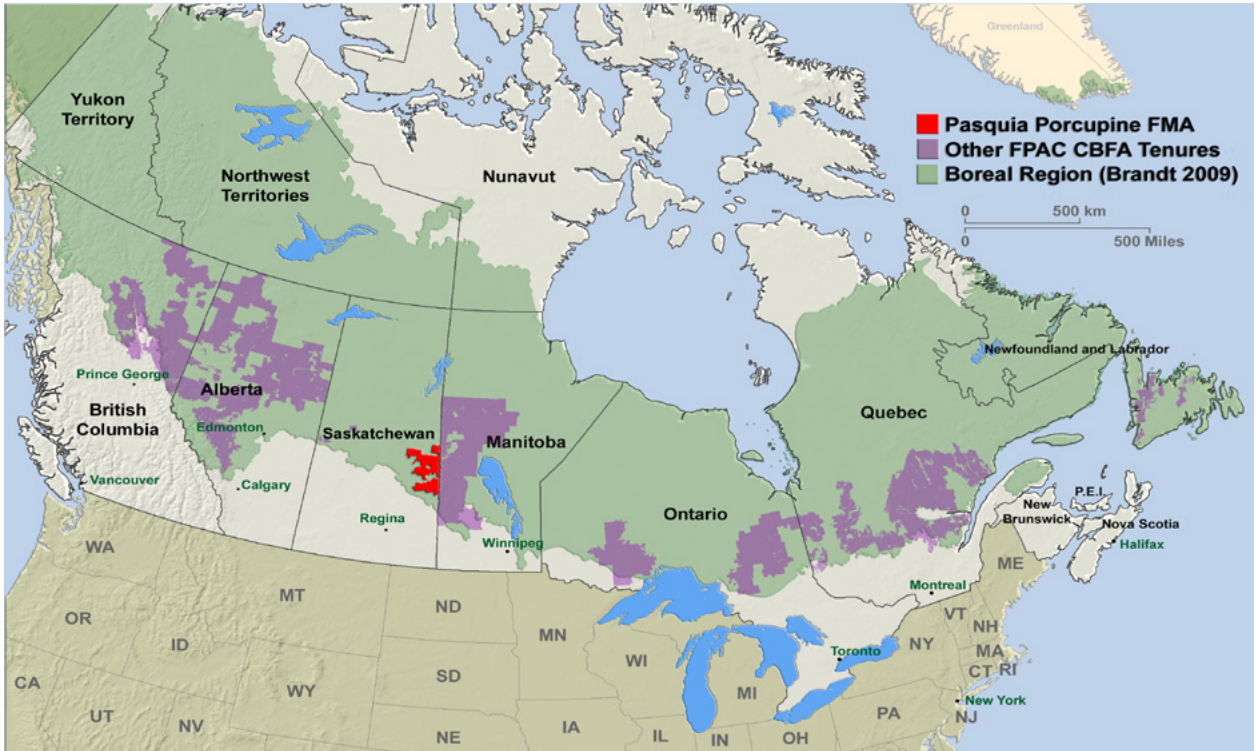 Greenland
Yukon
Territory
Pasquia Porcupine FMA
Other FPAC CBFA Tenures
Boreal Region (Brandt 2009)
Northwest
Territories
Nunavut
0 500 km
0 500 Miles
Newfoundland and Labrador
Prince George
Alberta
British
Columbia
Quebec
Edmonton
Saskatchewan
Manitoba
Vancouver
Calgary
Regina
Winnipeg
Ontario
P.E.I.
New
Brunswick
Nova Scotia
Halifax
Montreal
WA
MT
ND
ME
OR
ID
MN
VT
NH
NY
MA
CT
RI
Toronto
WI
SD
MI
CA
WY
New York
PA
NJ
UT
NV
NE
IA
IL
IN
OH